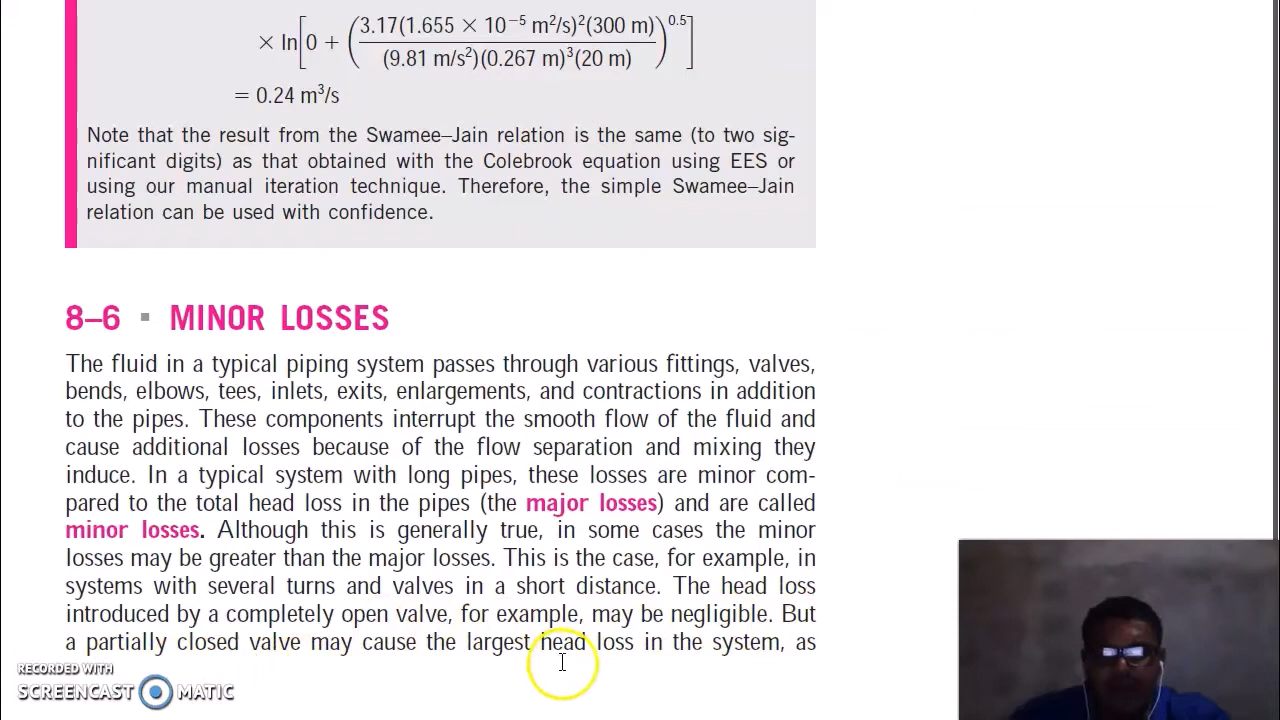 × ln[0 + (3.17(1.655 × 10⁻⁵ m²/s)²(300 m) / (9.81 m/s²)(0.267 m)³(20 m))^0.5]
= 0.24 m³/s
Note that the result from the Swamee–Jain relation is the same (to two sig-
nificant digits) as that obtained with the Colebrook equation using EES or
using our manual iteration technique. Therefore, the simple Swamee–Jain
relation can be used with confidence.
8–6 ▪ MINOR LOSSES
The fluid in a typical piping system passes through various fittings, valves,
bends, elbows, tees, inlets, exits, enlargements, and contractions in addition
to the pipes. These components interrupt the smooth flow of the fluid and
cause additional losses because of the flow separation and mixing they
induce. In a typical system with long pipes, these losses are minor com-
pared to the total head loss in the pipes (the major losses) and are called
minor losses. Although this is generally true, in some cases the minor
losses may be greater than the major losses. This is the case, for example, in
systems with several turns and valves in a short distance. The head loss
introduced by a completely open valve, for example, may be negligible. But
a partially closed valve may cause the largest head loss in the system, as
RECORDED WITH
SCREENCAST MATIC